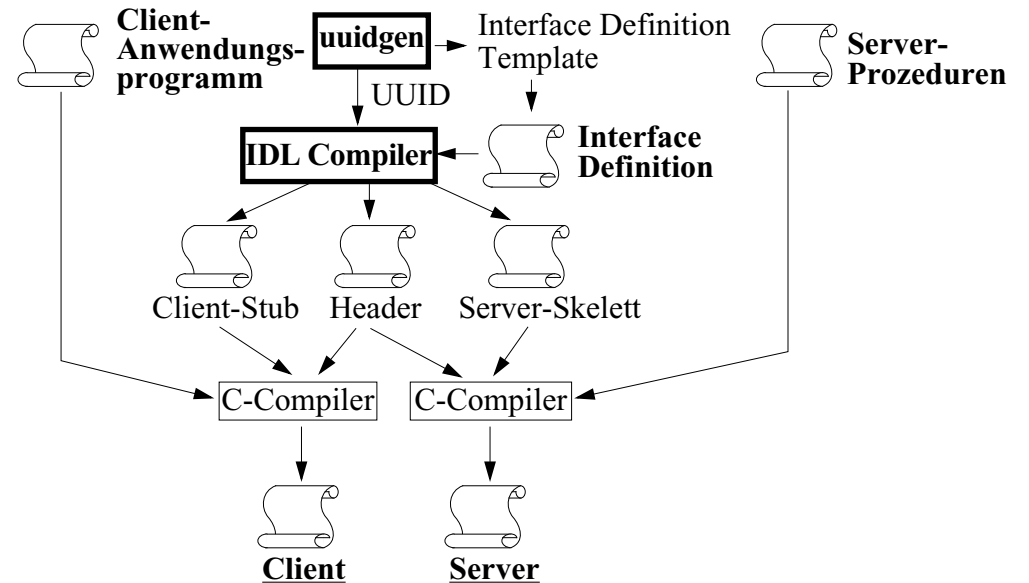 Client-
Anwendungs-
programm
uuidgen
Interface Definition
Template
Server-
Prozeduren
UUID
IDL Compiler
Interface
Definition
Client-Stub
Header
Server-Skelett
C-Compiler
C-Compiler
Client
Server